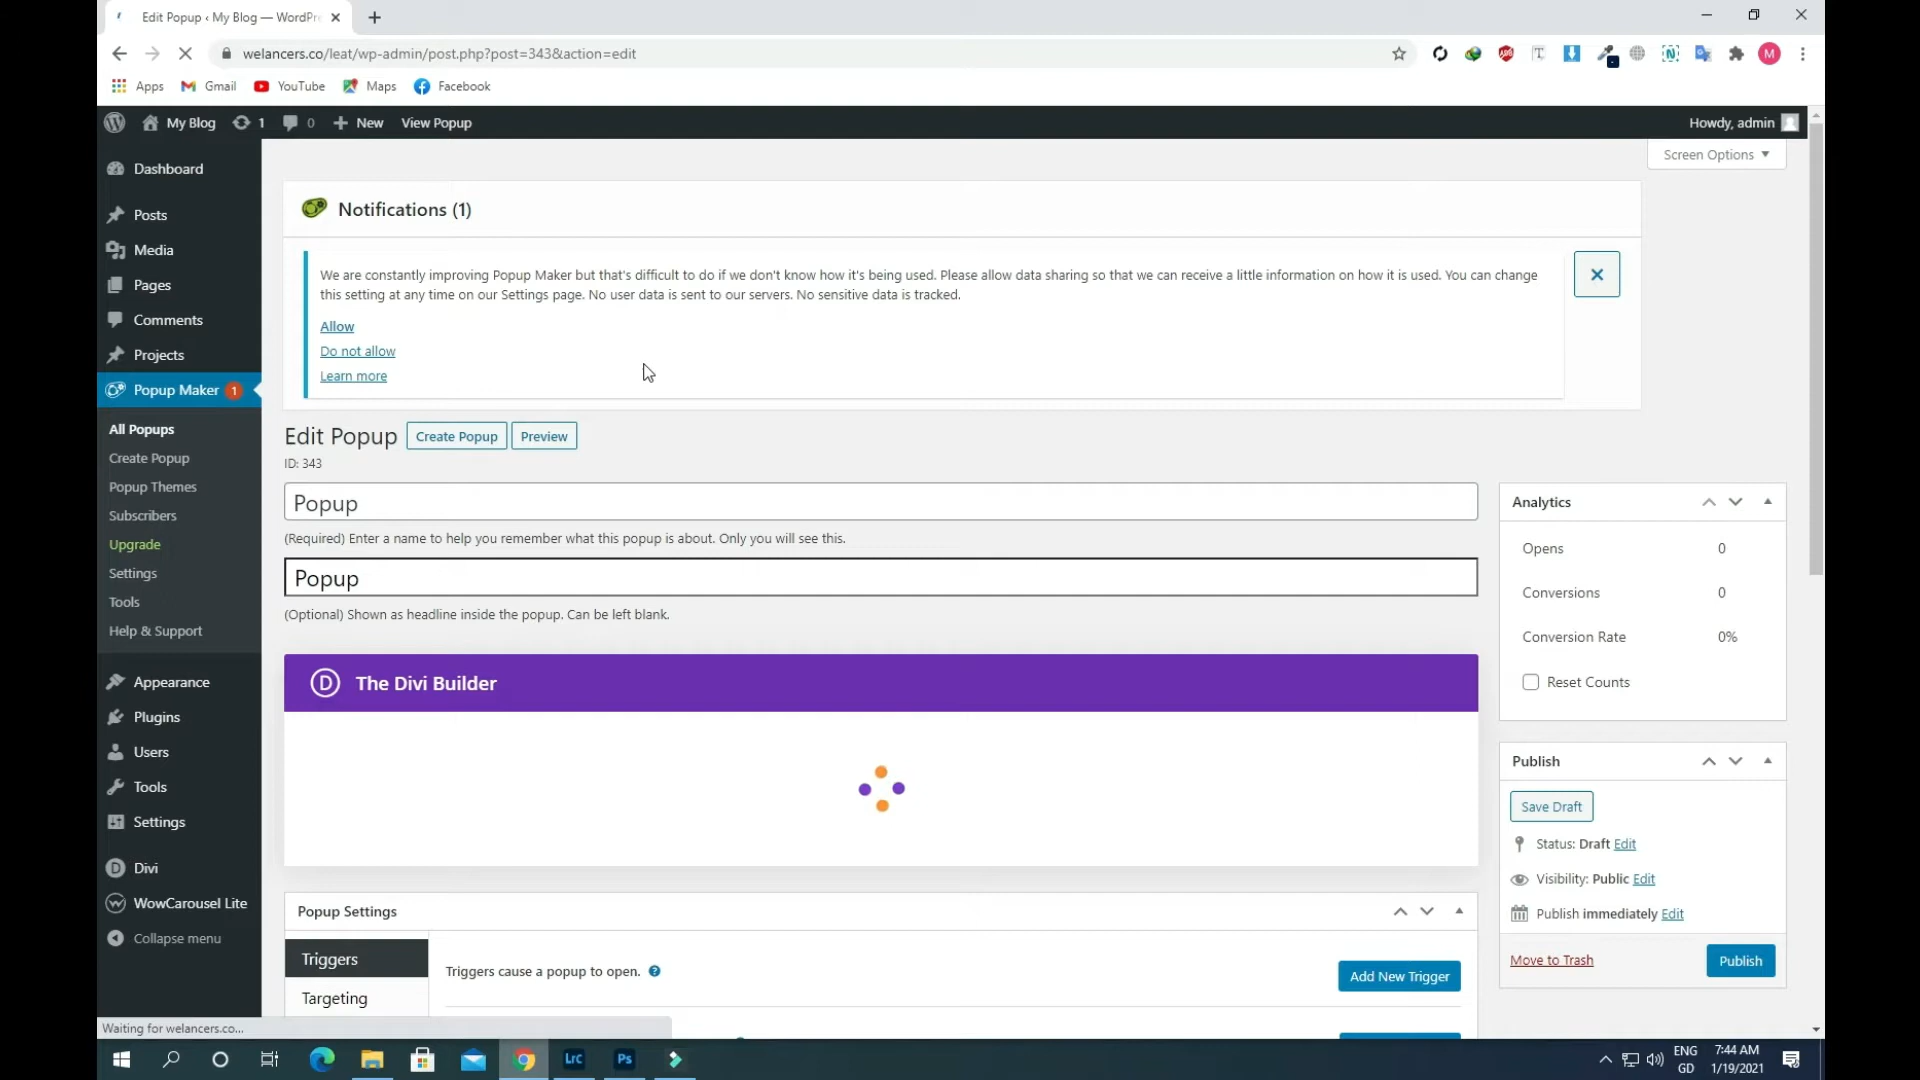 Edit Popup ‹ My Blog — WordPr
welancers.co/leat/wp-admin/post.php?post=343&action=edit
M
Apps
Gmail
YouTube
Maps
Facebook
My Blog
1
0
New
View Popup
Howdy, admin
Screen Options
Dashboard
Posts
Media
Pages
Comments
Projects
Popup Maker 1
All Popups
Create Popup
Popup Themes
Subscribers
Upgrade
Settings
Tools
Help & Support
Appearance
Plugins
Users
Tools
Settings
Divi
WowCarousel Lite
Collapse menu
Notifications (1)
We are constantly improving Popup Maker but that's difficult to do if we don't know how it's being used. Please allow data sharing so that we can receive a little information on how it is used. You can change
this setting at any time on our Settings page. No user data is sent to our servers. No sensitive data is tracked.
Allow
Do not allow
Learn more
Edit Popup
Create Popup
Preview
ID: 343
Popup
(Required) Enter a name to help you remember what this popup is about. Only you will see this.
Popup
(Optional) Shown as headline inside the popup. Can be left blank.
D The Divi Builder
Popup Settings
Triggers
Targeting
Triggers cause a popup to open.
Add New Trigger
Analytics
Opens 0
Conversions 0
Conversion Rate 0%
Reset Counts
Publish
Save Draft
Status: Draft Edit
Visibility: Public Edit
Publish immediately Edit
Move to Trash
Publish
Waiting for welancers.co...
Lrc
Ps
ENG
GD
7:44 AM
1/19/2021